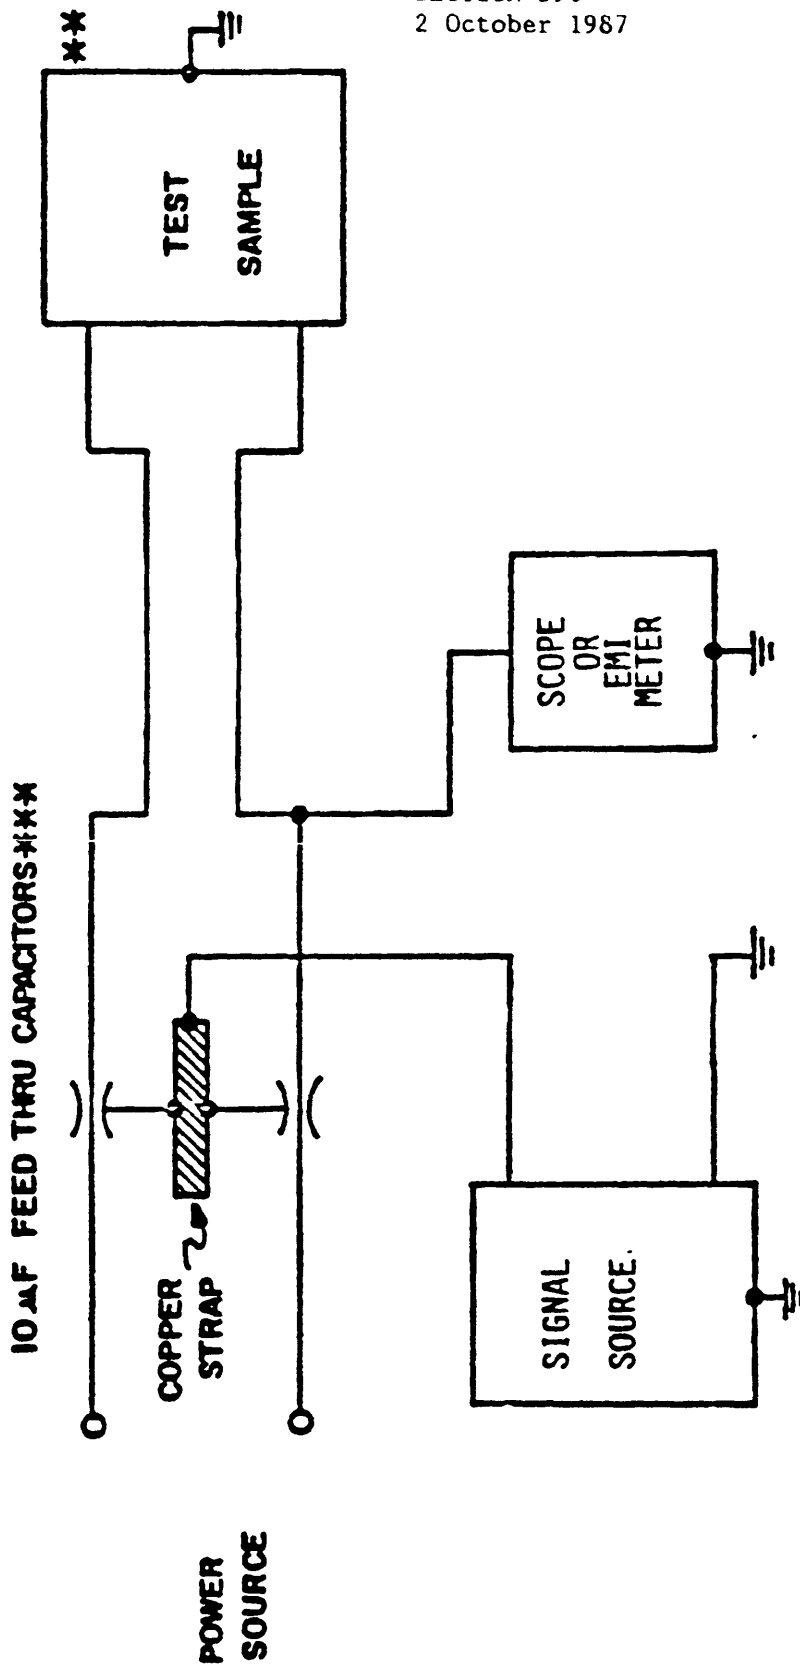 2 October 1987
10 µF FEED THRU CAPACITORS***
**
TEST
SAMPLE
COPPER
STRAP
SCOPE
OR
EMI
METER
POWER
SOURCE
SIGNAL
SOURCE.